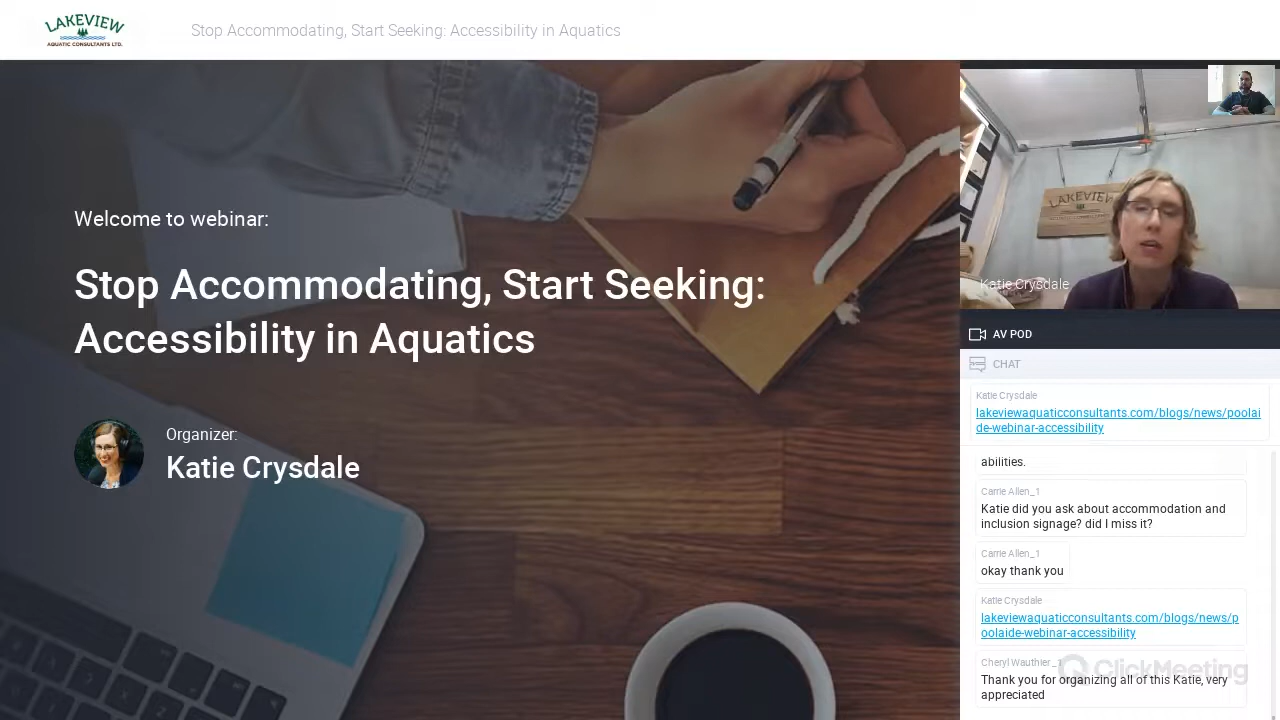 LAKEVIEW
AQUATIC CONSULTANTS LTD.
Stop Accommodating, Start Seeking: Accessibility in Aquatics
Welcome to webinar:
Stop Accommodating, Start Seeking:
Accessibility in Aquatics
Organizer:
Katie Crysdale
LAKEVIEW
Katie Crysdale
AV POD
CHAT
Katie Crysdale
lakeviewaquaticconsultants.com/blogs/news/poolai
de-webinar-accessibility
abilities.
Carrie Allen_1
Katie did you ask about accommodation and
inclusion signage? did I miss it?
Carrie Allen_1
okay thank you
Katie Crysdale
lakeviewaquaticconsultants.com/blogs/news/p
oolaide-webinar-accessibility
Cheryl Wauthier_1
ClickMeeting
Thank you for organizing all of this Katie, very
appreciated